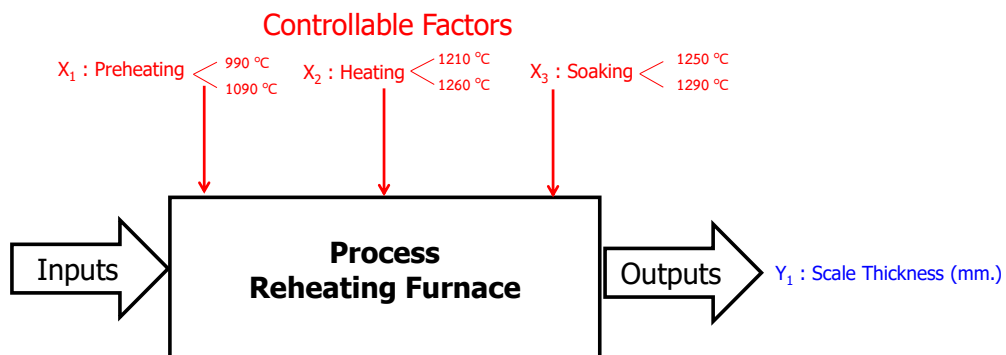 Controllable Factors
X1 : Preheating
990 °C
1090 °C
X2 : Heating
1210 °C
1260 °C
X3 : Soaking
1250 °C
1290 °C
Inputs
Process
Reheating Furnace
Outputs
Y1 : Scale Thickness (mm.)